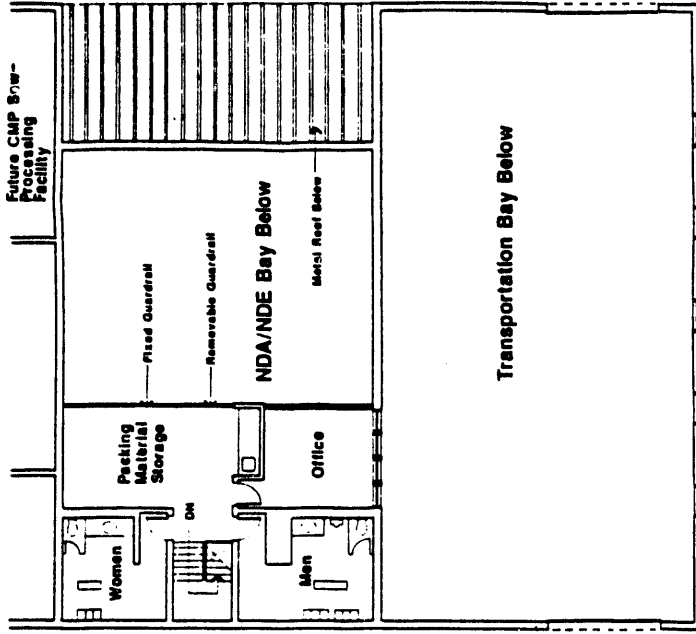 Future CMP Sow-
Processing
Facility
Fixed Guardrail
Removable Guardrail
NDA/NDE Bay Below
Metal Roof Below
Transportation Bay Below
Packing
Material
Storage
Office
DN
Women
Men